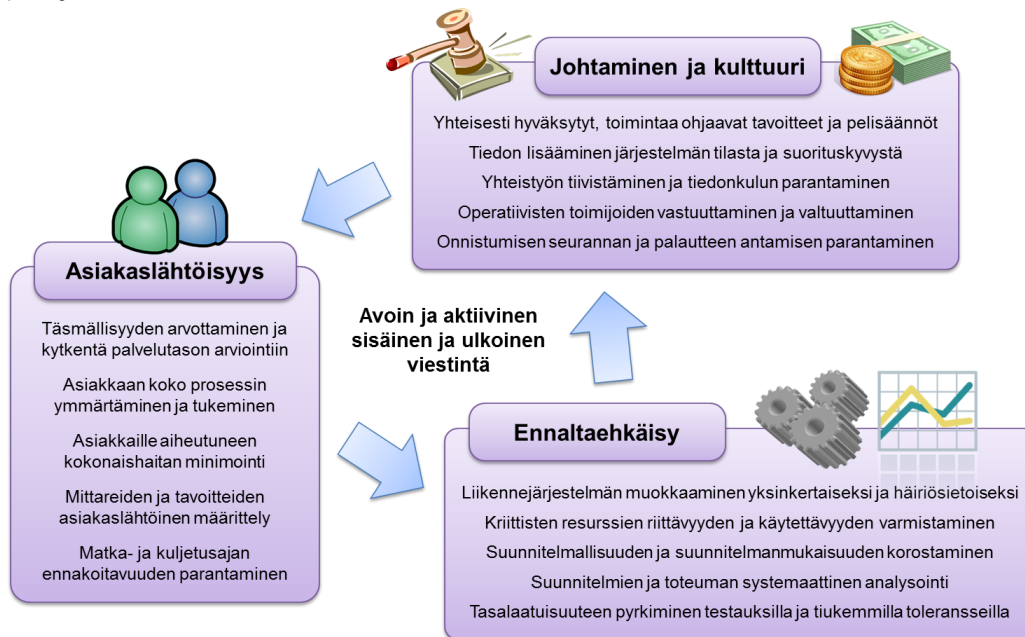 Johtaminen ja kulttuuri
Yhteisesti hyväksytyt, toimintaa ohjaavat tavoitteet ja pelisäännöt
Tiedon lisääminen järjestelmän tilasta ja suorituskyvystä
Yhteistyön tiivistäminen ja tiedonkulun parantaminen
Operatiivisten toimijoiden vastuuttaminen ja valtuuttaminen
Onnistumisen seurannan ja palautteen antamisen parantaminen
Asiakaslähtöisyys
Täsmällisyyden arvottaminen ja
kytkentä palvelutason arviointiin
Asiakkaan koko prosessin
ymmärtäminen ja tukeminen
Asiakkaille aiheutuneen
kokonaishaitan minimointi
Mittareiden ja tavoitteiden
asiakaslähtöinen määrittely
Matka- ja kuljetusajan
ennakoitavuuden parantaminen
Avoin ja aktiivinen
sisäinen ja ulkoinen
viestintä
Ennaltaehkäisy
Liikennejärjestelmän muokkaaminen yksinkertaiseksi ja häiriösietoiseksi
Kriittisten resurssien riittävyyden ja käytettävyyden varmistaminen
Suunnitelmallisuuden ja suunnitelmanmukaisuuden korostaminen
Suunnitelmien ja toteuman systemaattinen analysointi
Tasalaatuisuuteen pyrkiminen testauksilla ja tiukemmilla toleransseilla